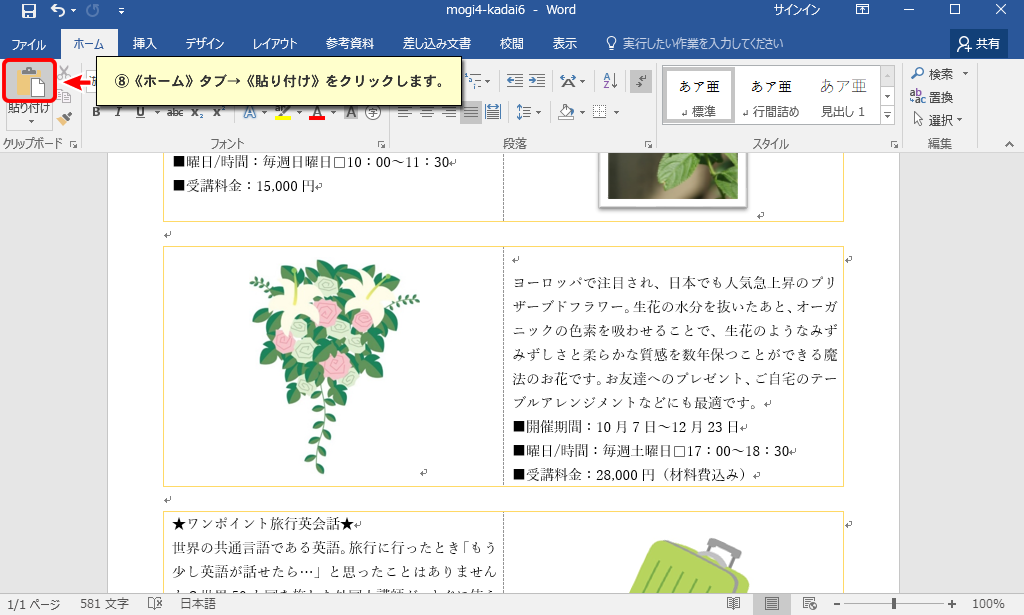 mogi4-kadai6 - Word
サインイン
ファイル
ホーム
挿入
デザイン
レイアウト
参考資料
差し込み文書
校閲
表示
実行したい作業を入力してください
共有
⑧《ホーム》タブ→《貼り付け》をクリックします。
貼り付け
B I U abc x₂ x²
A A A 字
あア亜 あア亜 あア亜
標準 行間詰め 見出し 1
検索
置換
選択
クリップボード
フォント
段落
スタイル
編集
■曜日/時間：毎週日曜日□10：00～11：30
■受講料金：15,000 円
ヨーロッパで注目され、日本でも人気急上昇のプリ
ザーブドフラワー。生花の水分を抜いたあと、オーガ
ニックの色素を吸わせることで、生花のようなみず
みずしさと柔らかな質感を数年保つことができる魔
法のお花です。お友達へのプレゼント、ご自宅のテー
ブルアレンジメントなどにも最適です。
■開催期間：10 月 7 日～12 月 23 日
■曜日/時間：毎週土曜日□17：00～18：30
■受講料金：28,000 円（材料費込み）
★ワンポイント旅行英会話★
世界の共通言語である英語。旅行に行ったとき「もう
少し英語が話せたら…」と思ったことはありません
1/1 ページ
581 文字
日本語
100%